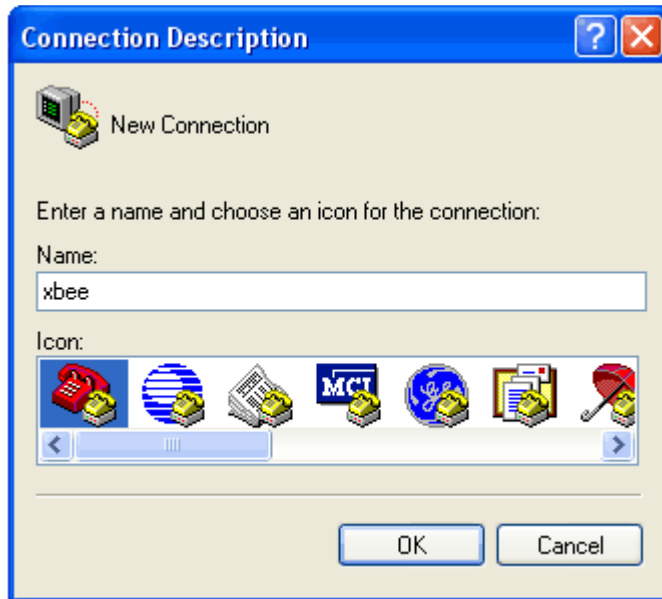 Connection Description
New Connection
Enter a name and choose an icon for the connection:
Name:
xbee
Icon:
MCI
OK
Cancel